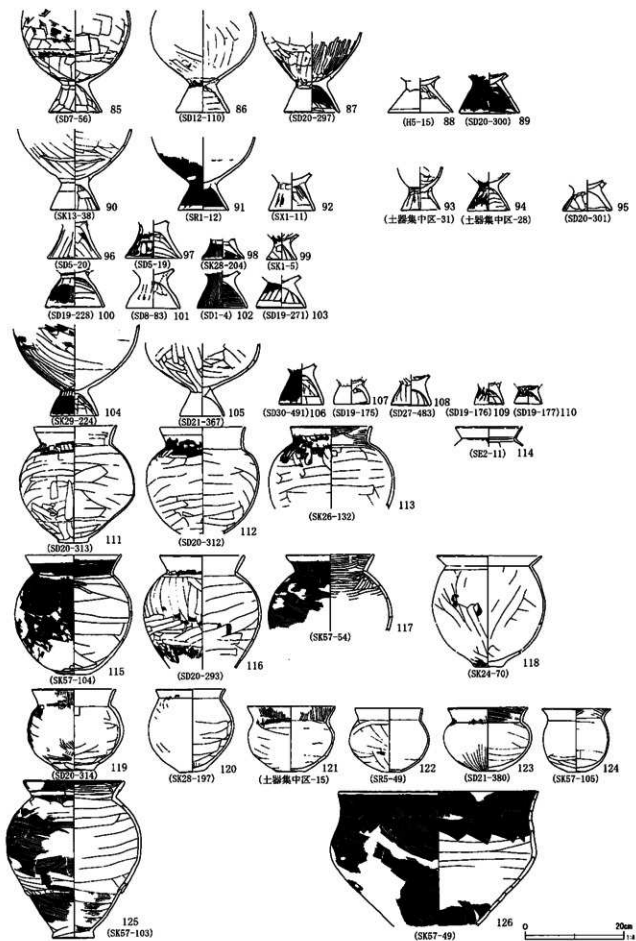 85 86 87 88 89
(SD7-56) (SD12-110) (SD20-297) (H5-15) (SD20-300)
90 91 92 93 94 95
(SK13-38) (SR1-12) (SX1-11) (土器集中区-31) (土器集中区-28) (SD20-301)
96 97 98 99
(SD5-20) (SD5-19) (SK28-204) (SK1-5)
100 101 102 103
(SD19-228) (SD8-83) (SD1-4) (SD19-271)
104 105 106 107 108 109 110
(SK29-224) (SD21-367) (SD30-491) (SD19-175) (SD27-483) (SD19-176) (SD19-177)
111 112 113 114
(SD20-313) (SD20-312) (SK26-132) (SE2-11)
115 116 117 118
(SK57-104) (SD20-293) (SK57-54) (SK24-70)
119 120 121 122 123 124
(SD20-314) (SK28-197) (土器集中区-15) (SR5-49) (SD21-380) (SK57-105)
125 126
(SK57-103) (SK57-49)
0 20cm